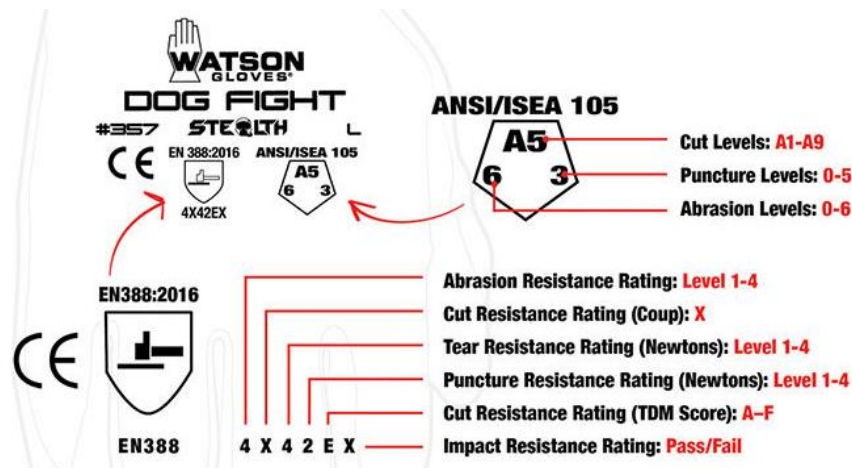 WATSON
GLOVES®
DOG FIGHT
#357 STEALTH L
CE EN 388:2016 ANSI/ISEA 105
A5
6 3
4X42EX
ANSI/ISEA 105
A5
6 3
Cut Levels: A1-A9
Puncture Levels: 0-5
Abrasion Levels: 0-6
EN388:2016
CE
EN388
4 X 4 2 E X
Abrasion Resistance Rating: Level 1-4
Cut Resistance Rating (Coup): X
Tear Resistance Rating (Newtons): Level 1-4
Puncture Resistance Rating (Newtons): Level 1-4
Cut Resistance Rating (TDM Score): A–F
Impact Resistance Rating: Pass/Fail